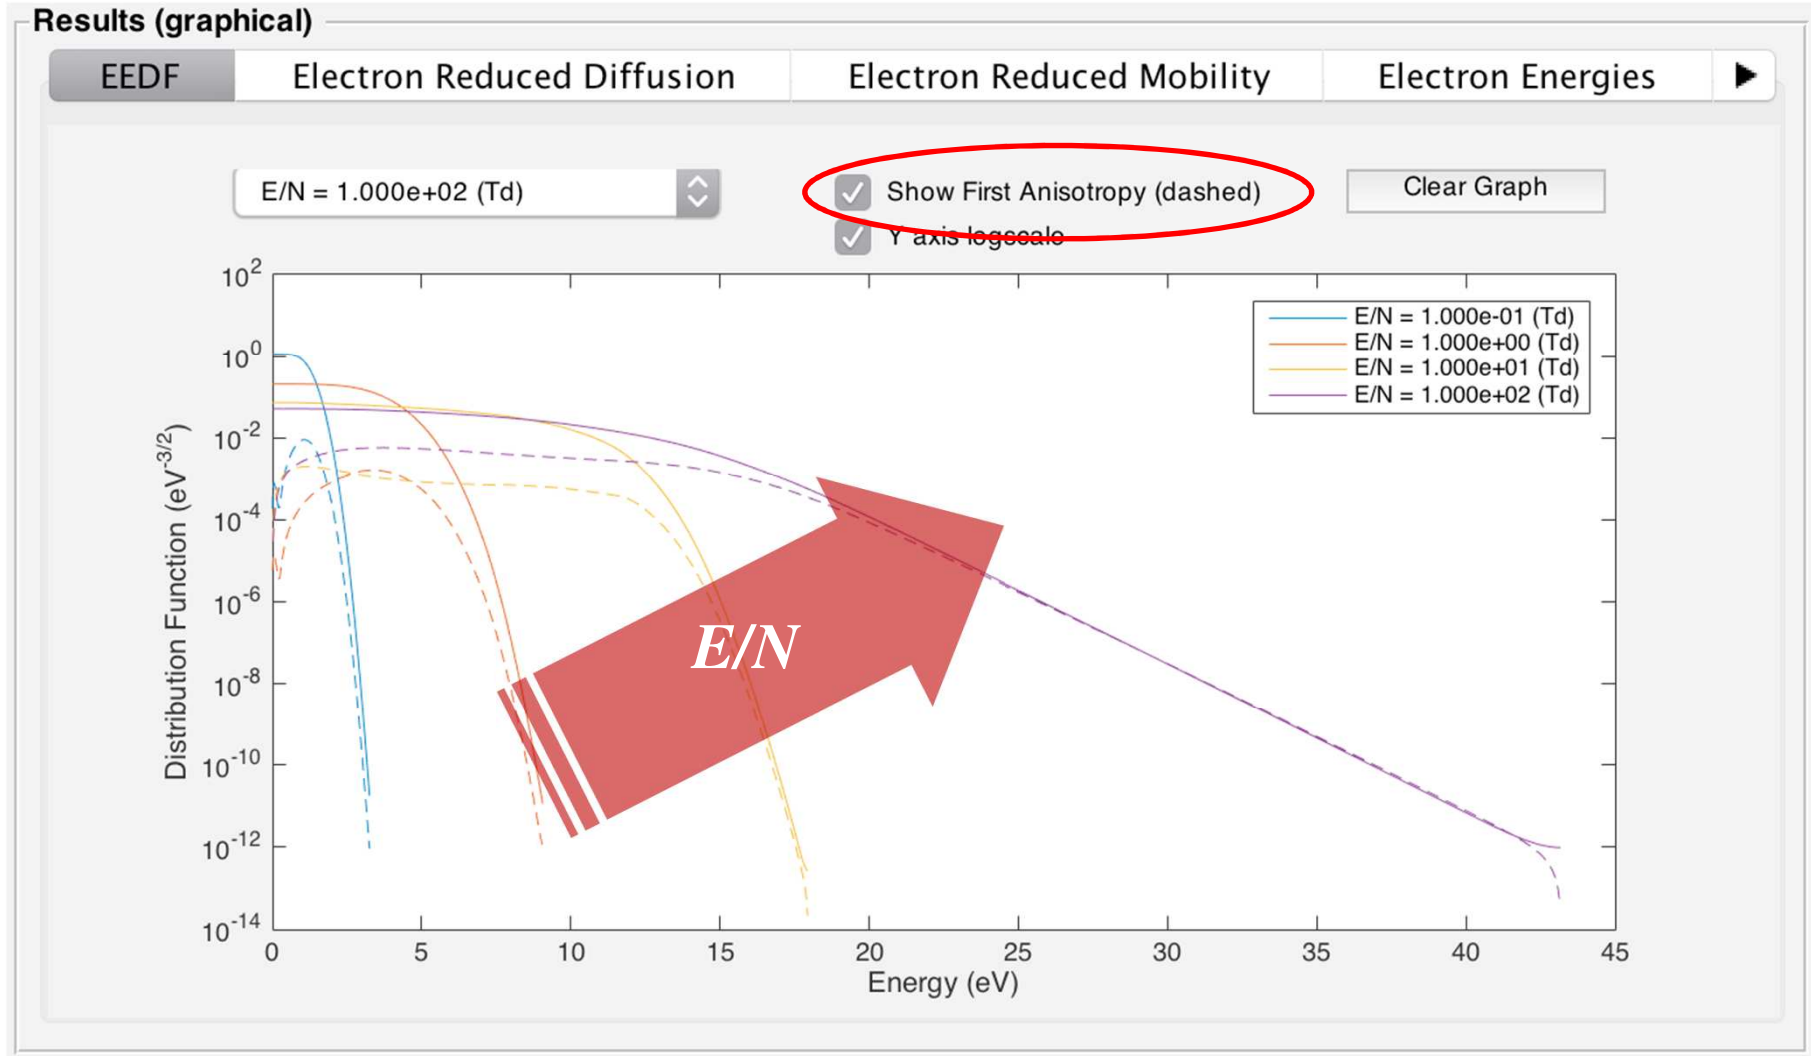 Results (graphical)
EEDF Electron Reduced Diffusion Electron Reduced Mobility Electron Energies
E/N = 1.000e+02 (Td) Show First Anisotropy (dashed) Clear Graph
Y axis logscale
E/N = 1.000e-01 (Td)
E/N = 1.000e+00 (Td)
E/N = 1.000e+01 (Td)
E/N = 1.000e+02 (Td)
10^2
10^0
10^-2
10^-4
10^-6
10^-8
10^-10
10^-12
10^-14
Distribution Function (eV^-3/2)
E/N
0 5 10 15 20 25 30 35 40 45
Energy (eV)